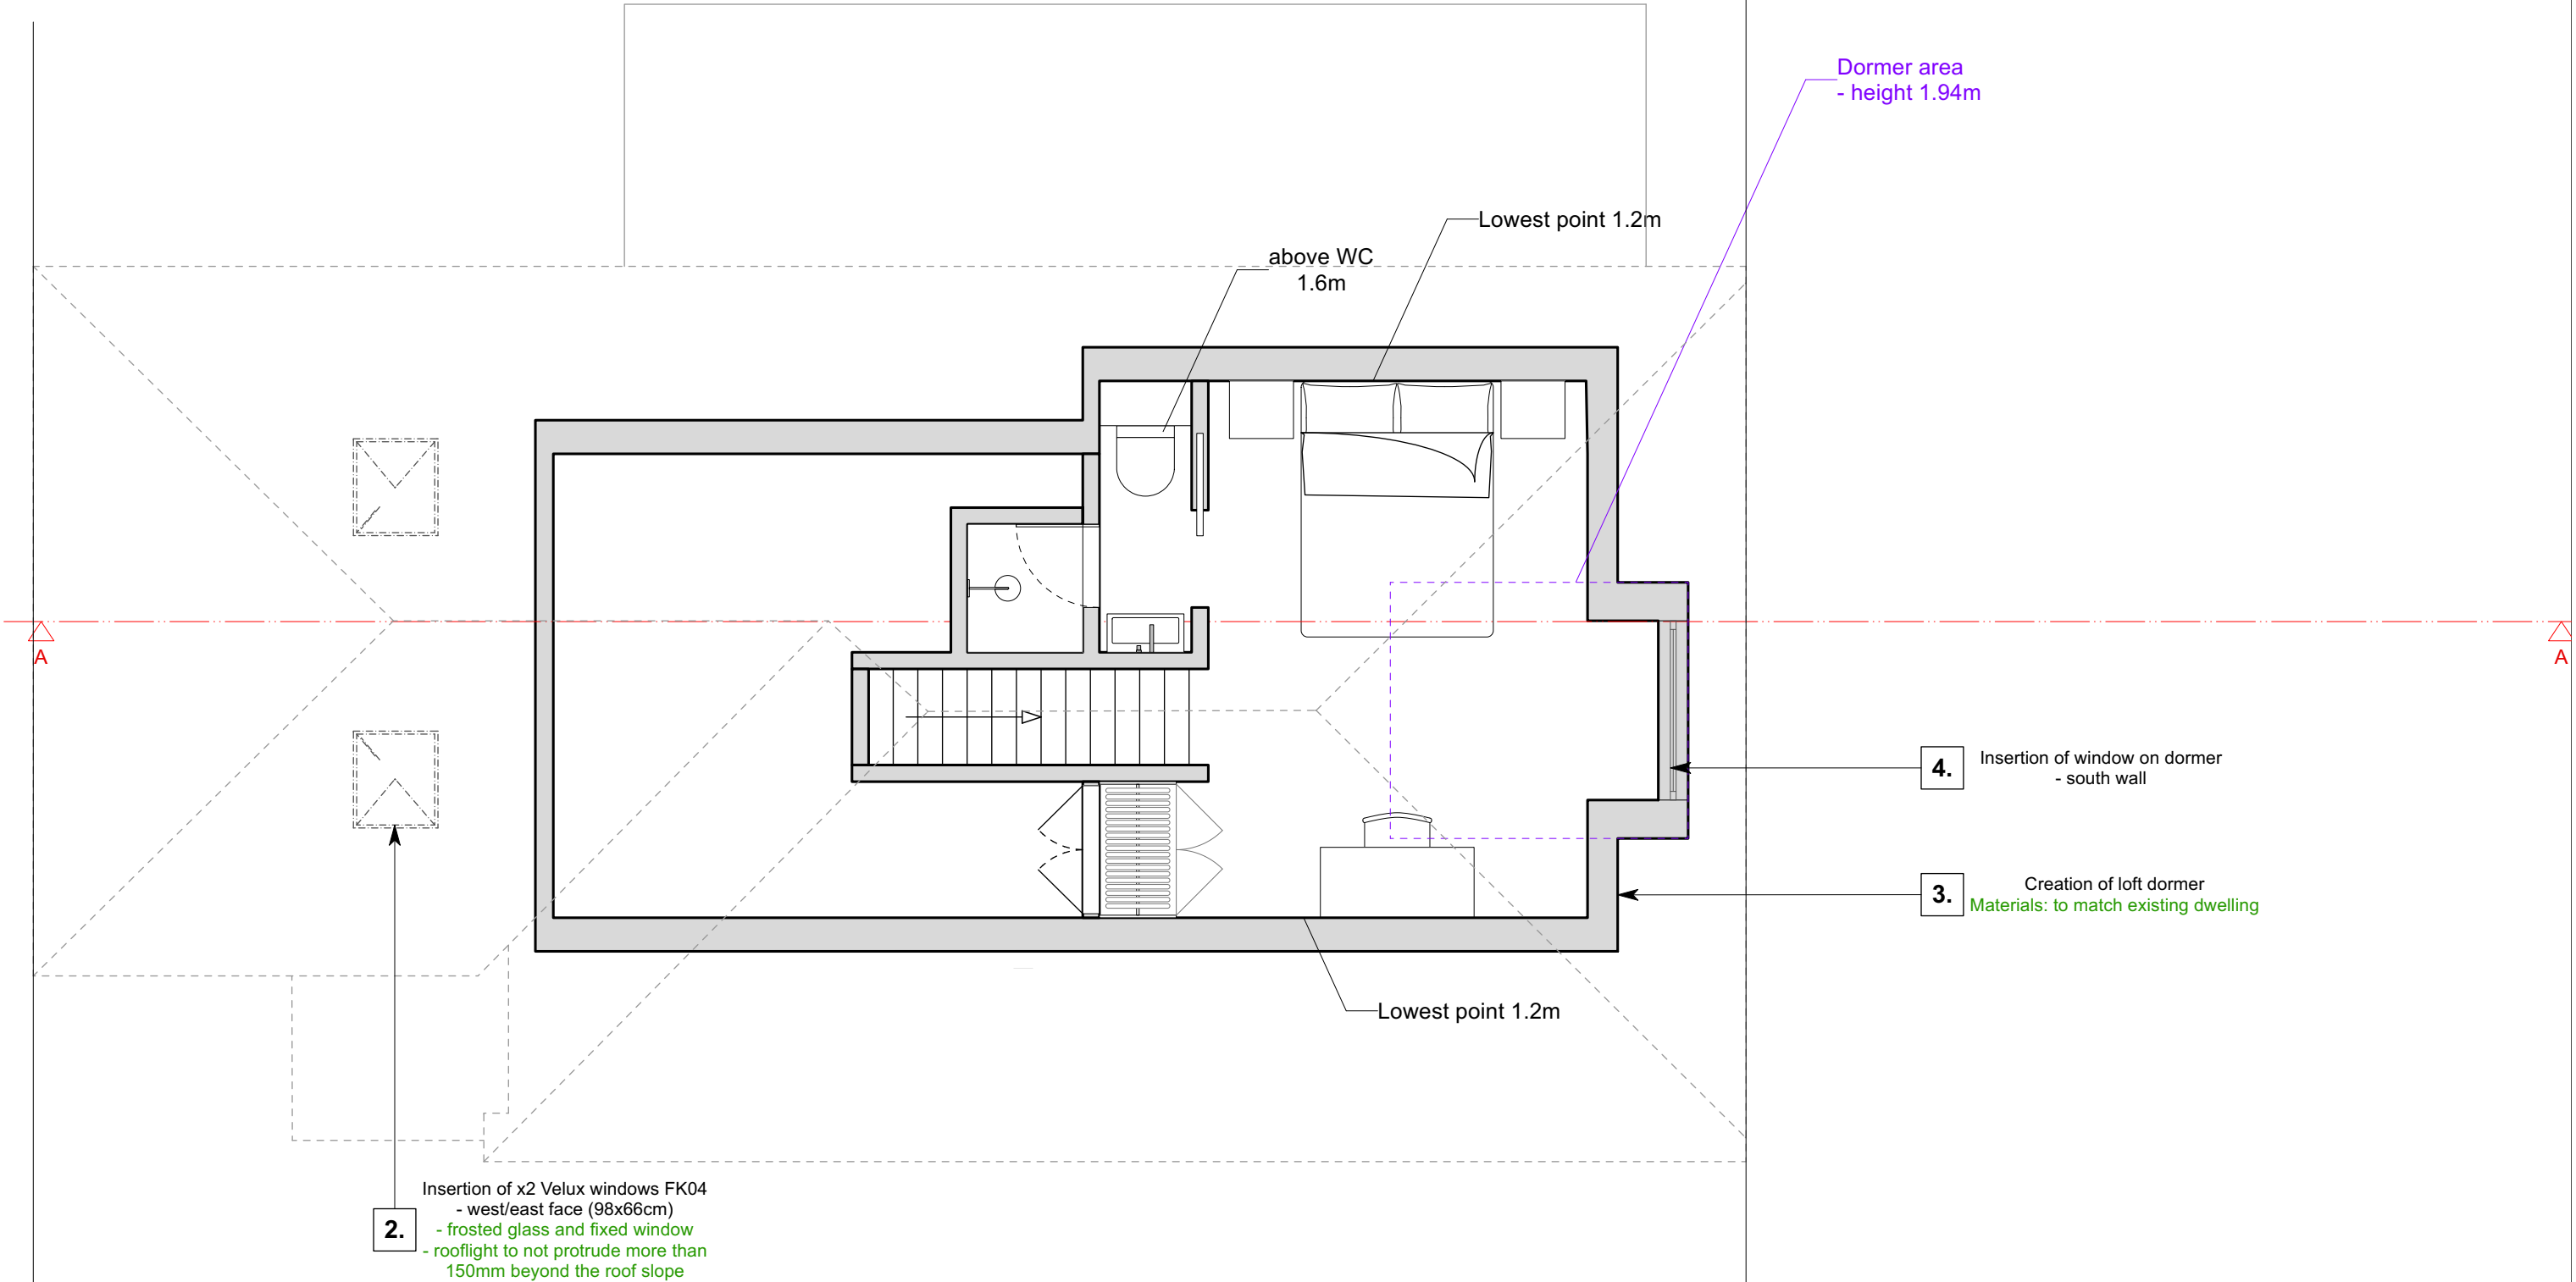 Dormer area
- height 1.94m
Lowest point 1.2m
above WC
1.6m
A
A
4.
Insertion of window on dormer
- south wall
3.
Creation of loft dormer
Materials: to match existing dwelling
Lowest point 1.2m
2.
Insertion of x2 Velux windows FK04
- west/east face (98x66cm)
- frosted glass and fixed window
- rooflight to not protrude more than
150mm beyond the roof slope